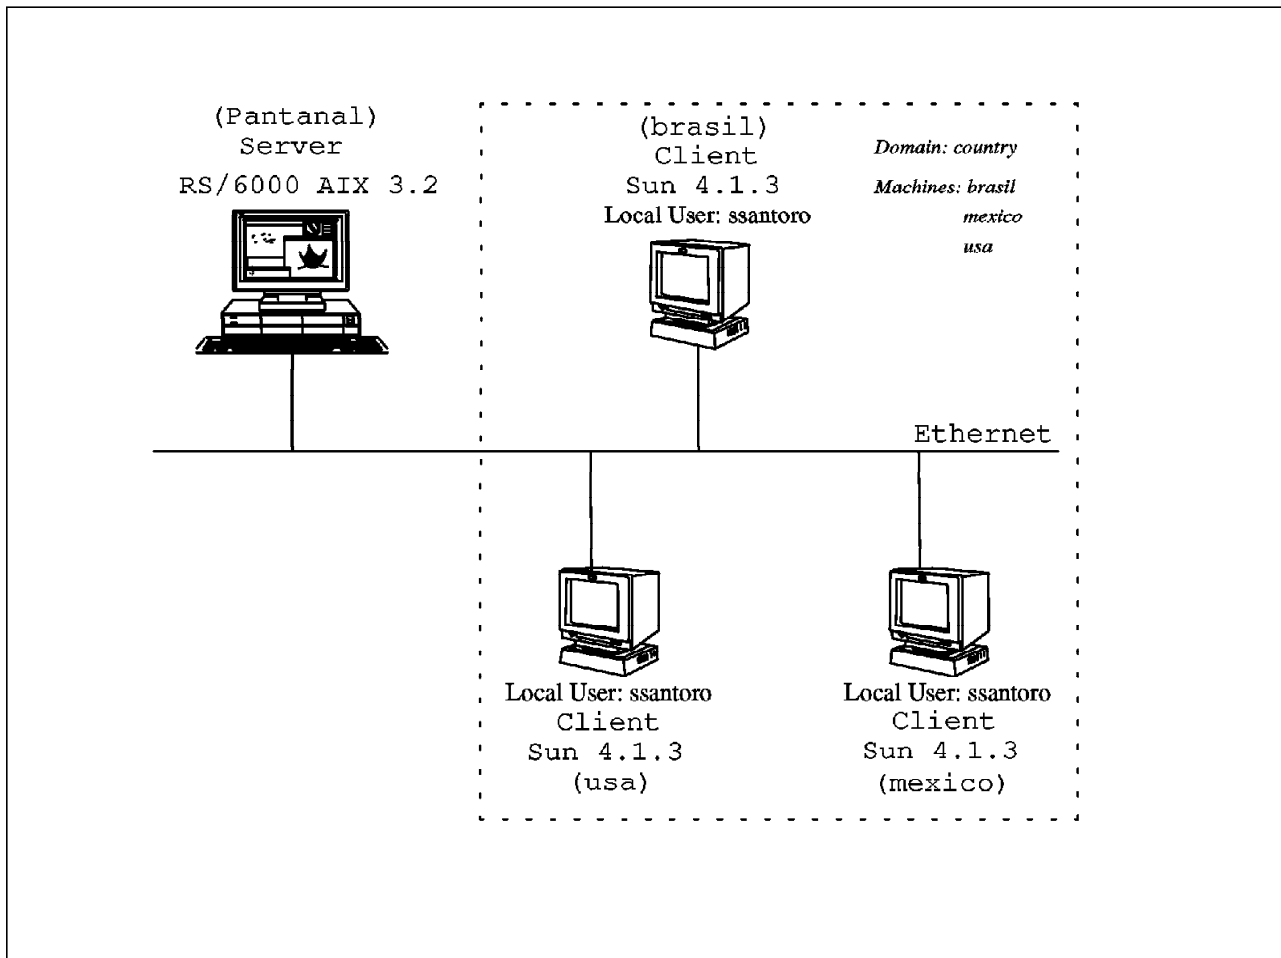 (Pantanal)
Server
RS/6000 AIX 3.2
(brasil)
Client
Sun 4.1.3
Local User: ssantoro
Domain: country
Machines: brasil
mexico
usa
Ethernet
Local User: ssantoro
Client
Sun 4.1.3
(usa)
Local User: ssantoro
Client
Sun 4.1.3
(mexico)